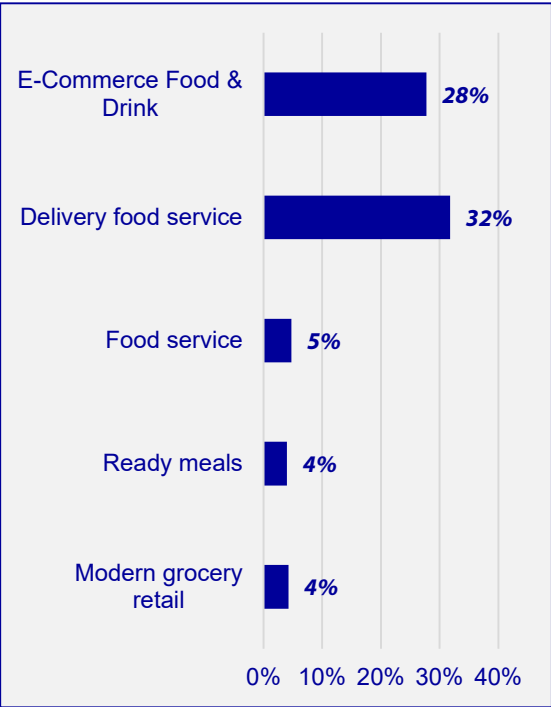 E-Commerce Food &
Drink
28%
Delivery food service
32%
Food service
5%
Ready meals
4%
Modern grocery
retail
4%
0% 10% 20% 30% 40%